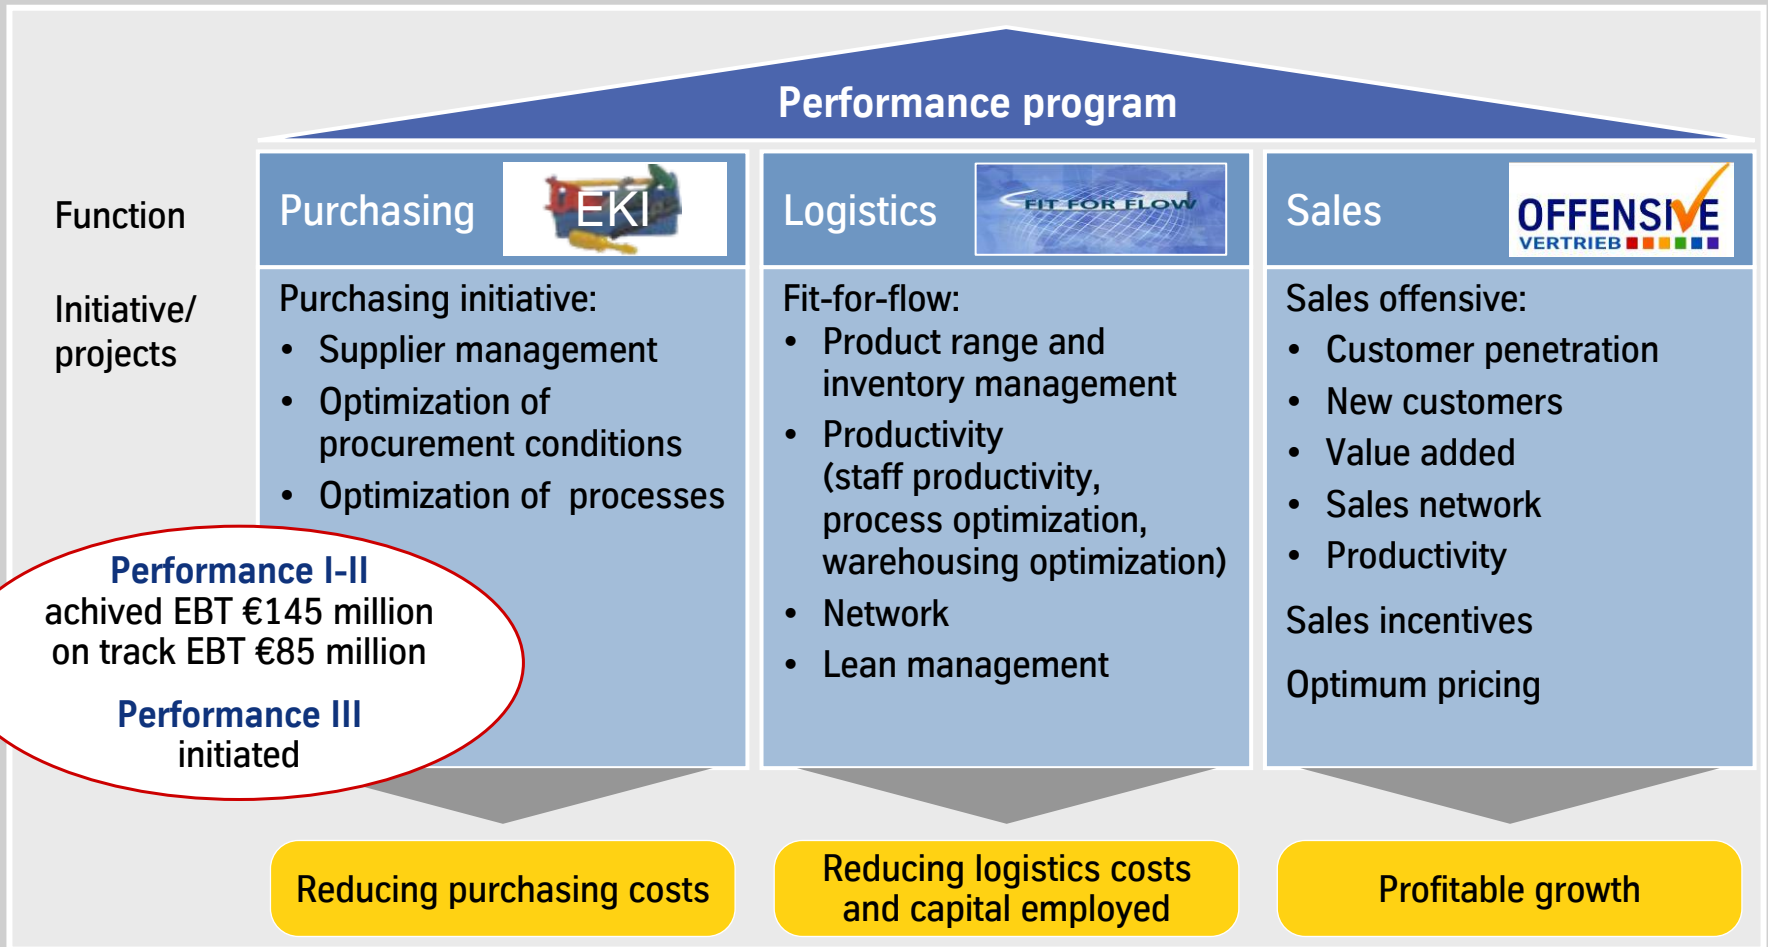 Performance program
Function
Purchasing
EKI
Logistics
FIT FOR FLOW
Sales
OFFENSIVE
VERTRIEB
Initiative/
projects
Purchasing initiative:
• Supplier management
• Optimization of
procurement conditions
• Optimization of processes
Fit-for-flow:
• Product range and
inventory management
• Productivity
(staff productivity,
process optimization,
warehousing optimization)
• Network
• Lean management
Sales offensive:
• Customer penetration
• New customers
• Value added
• Sales network
• Productivity
Sales incentives
Optimum pricing
Performance I-II
achived EBT €145 million
on track EBT €85 million
Performance III
initiated
Reducing purchasing costs
Reducing logistics costs
and capital employed
Profitable growth